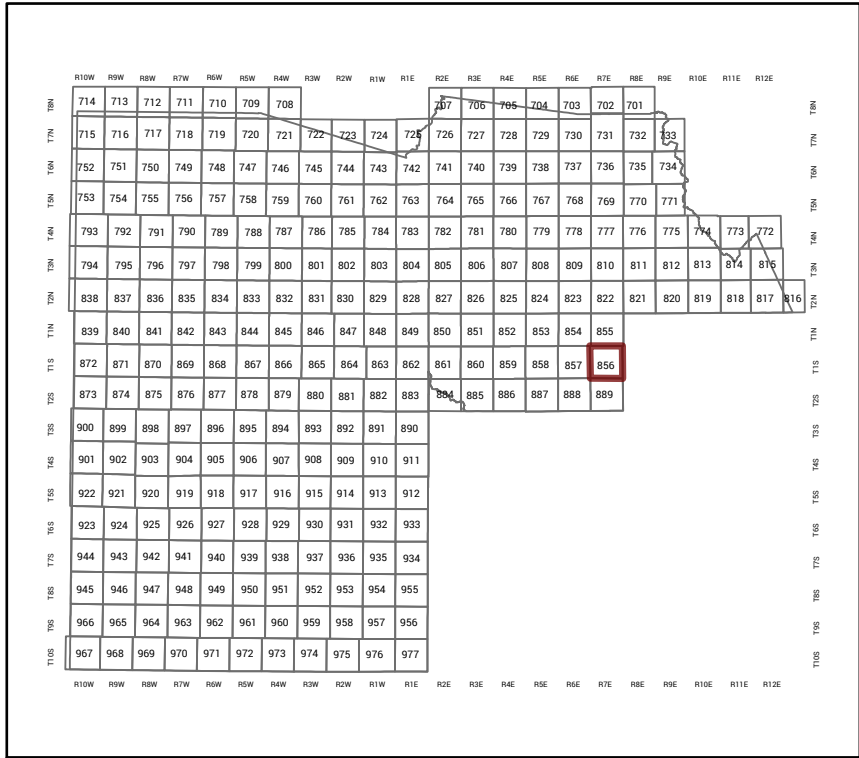 R10W R9W R8W R7W R6W R5W R4W R3W R2W R1W R1E R2E R3E R4E R5E R6E R7E R8E R9E R10E R11E R12E
T8N 714 713 712 711 710 709 708 707 706 705 704 703 702 701 T8N
T7N 715 716 717 718 719 720 721 722 723 724 725 726 727 728 729 730 731 732 733 T7N
T6N 752 751 750 749 748 747 746 745 744 743 742 741 740 739 738 737 736 735 734 T6N
T5N 753 754 755 756 757 758 759 760 761 762 763 764 765 766 767 768 769 770 771 T5N
T4N 793 792 791 790 789 788 787 786 785 784 783 782 781 780 779 778 777 776 775 774 773 772 T4N
T3N 794 795 796 797 798 799 800 801 802 803 804 805 806 807 808 809 810 811 812 813 814 815 T3N
T2N 838 837 836 835 834 833 832 831 830 829 828 827 826 825 824 823 822 821 820 819 818 817 816 T2N
T1N 839 840 841 842 843 844 845 846 847 848 849 850 851 852 853 854 855 T1N
T1S 872 871 870 869 868 867 866 865 864 863 862 861 860 859 858 857 856 T1S
T2S 873 874 875 876 877 878 879 880 881 882 883 884 885 886 887 888 889 T2S
T3S 900 899 898 897 896 895 894 893 892 891 890 T3S
T4S 901 902 903 904 905 906 907 908 909 910 911 T4S
T5S 922 921 920 919 918 917 916 915 914 913 912 T5S
T6S 923 924 925 926 927 928 929 930 931 932 933 T6S
T7S 944 943 942 941 940 939 938 937 936 935 934 T7S
T8S 945 946 947 948 949 950 951 952 953 954 955 T8S
T9S 966 965 964 963 962 961 960 959 958 957 956 T9S
T10S 967 968 969 970 971 972 973 974 975 976 977 T10S
R10W R9W R8W R7W R6W R5W R4W R3W R2W R1W R1E R2E R3E R4E R5E R6E R7E R8E R9E R10E R11E R12E